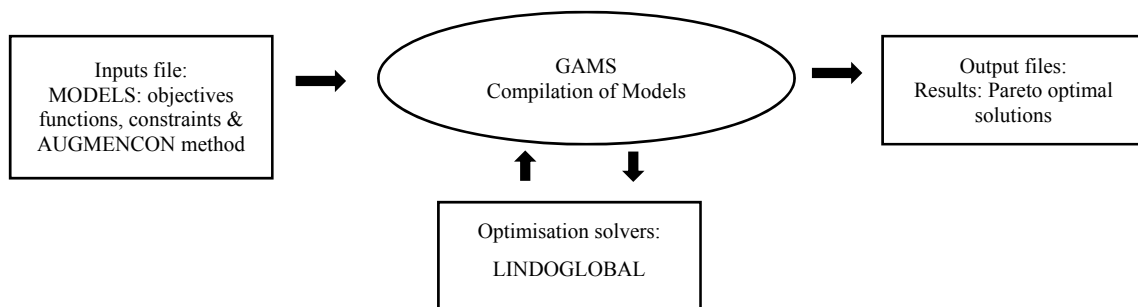 Inputs file:
MODELS: objectives
functions, constraints &
AUGMENCON method
GAMS
Compilation of Models
Output files:
Results: Pareto optimal
solutions
Optimisation solvers:
LINDOGLOBAL